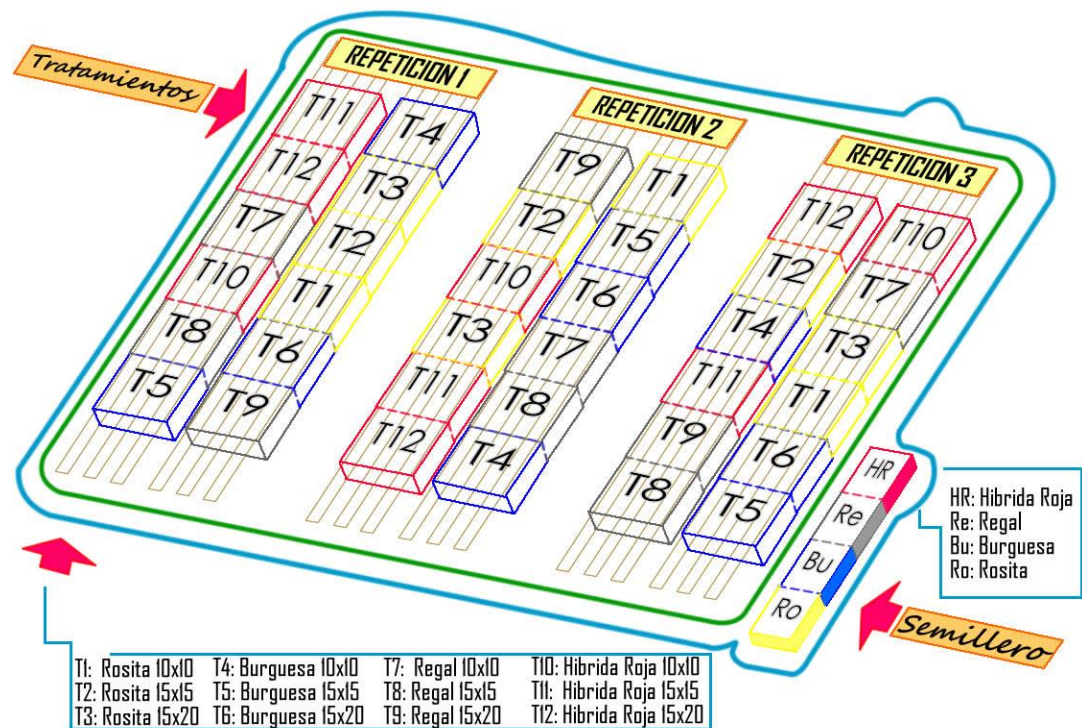 Tratamientos
REPETICION 1
T11
T12
T7
T10
T8
T5
T4
T3
T2
T1
T6
T9
REPETICION 2
T9
T2
T10
T3
T11
T12
T1
T5
T6
T7
T8
T4
REPETICION 3
T12
T2
T4
T11
T9
T8
T10
T7
T3
T1
T6
T5
HR
Re
Bu
Ro
HR: Hibrida Roja
Re: Regal
Bu: Burguesa
Ro: Rosita
Semillero
T1: Rosita 10x10 T4: Burguesa 10x10 T7: Regal 10x10 T10: Hibrida Roja 10x10
T2: Rosita 15x15 T5: Burguesa 15x15 T8: Regal 15x15 T11: Hibrida Roja 15x15
T3: Rosita 15x20 T6: Burguesa 15x20 T9: Regal 15x20 T12: Hibrida Roja 15x20